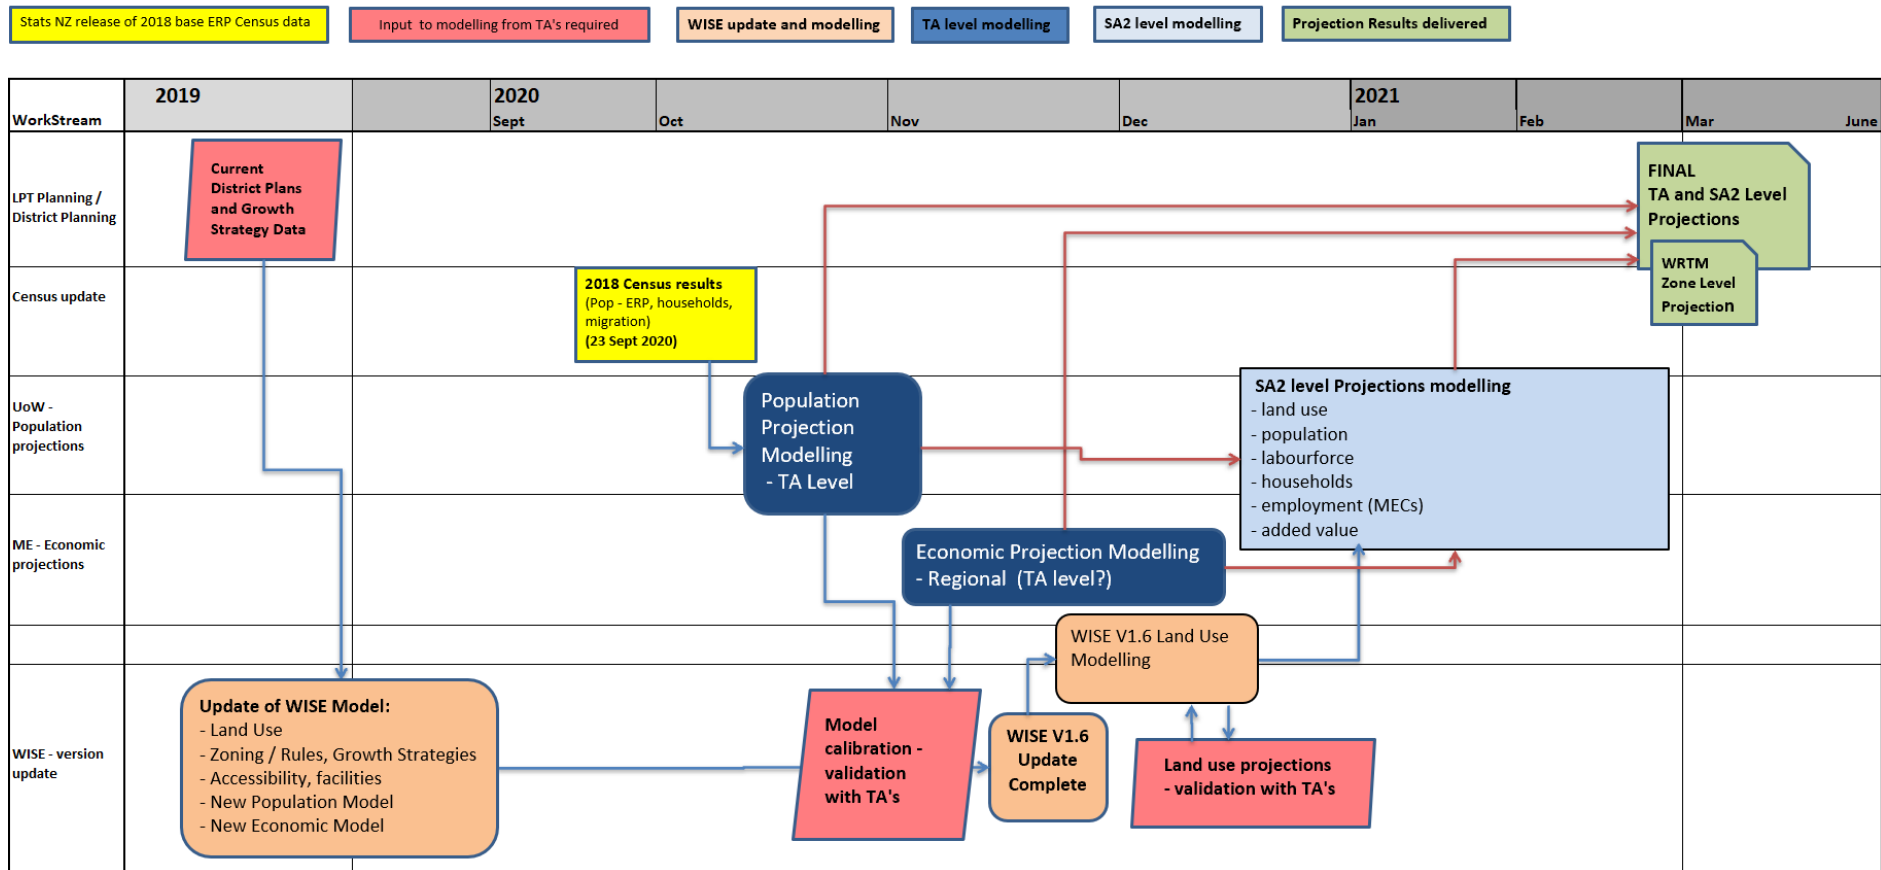 Stats NZ release of 2018 base ERP Census data
Input  to modelling from TA's required
WISE update and modelling
TA level modelling
SA2 level modelling
Projection Results delivered
2019
2020
2021
WorkStream
Sept
Oct
Nov
Dec
Jan
Feb
Mar
June
LPT Planning /
District Planning
Current
District Plans
and Growth
Strategy Data
FINAL
TA and SA2 Level
Projections
WRTM
Zone Level
Projection
Census update
2018 Census results
(Pop - ERP, households,
migration)
(23 Sept 2020)
UoW -
Population
projections
Population
Projection
Modelling
- TA Level
SA2 level Projections modelling
- land use
- population
- labourforce
- households
- employment (MECs)
- added value
ME - Economic
projections
Economic Projection Modelling
- Regional  (TA level?)
WISE V1.6 Land Use
Modelling
WISE - version
update
Update of WISE Model:
- Land Use
- Zoning / Rules, Growth Strategies
- Accessibility, facilities
- New Population Model
- New Economic Model
Model
calibration -
validation
with TA's
WISE V1.6
Update
Complete
Land use projections
- validation with TA's